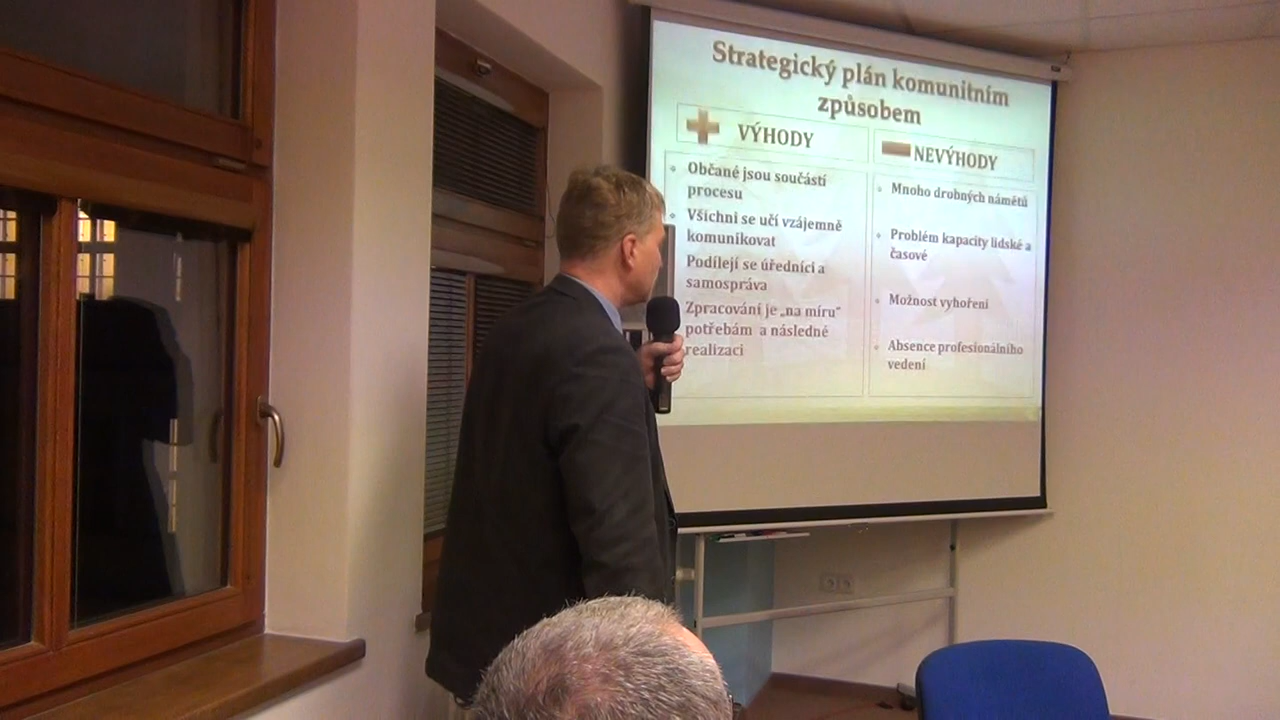 Strategický plán komunitním
způsobem
VÝHODY
Občané jsou součástí
procesu
Všichni se učí vzájemně
komunikovat
Podílejí se úředníci a
samospráva
Zpracování je „na míru“
potřebám a následné
realizaci
NEVÝHODY
Mnoho drobných námětů
Problém kapacity lidské a
časové
Možnost vyhoření
Absence profesionálního
vedení